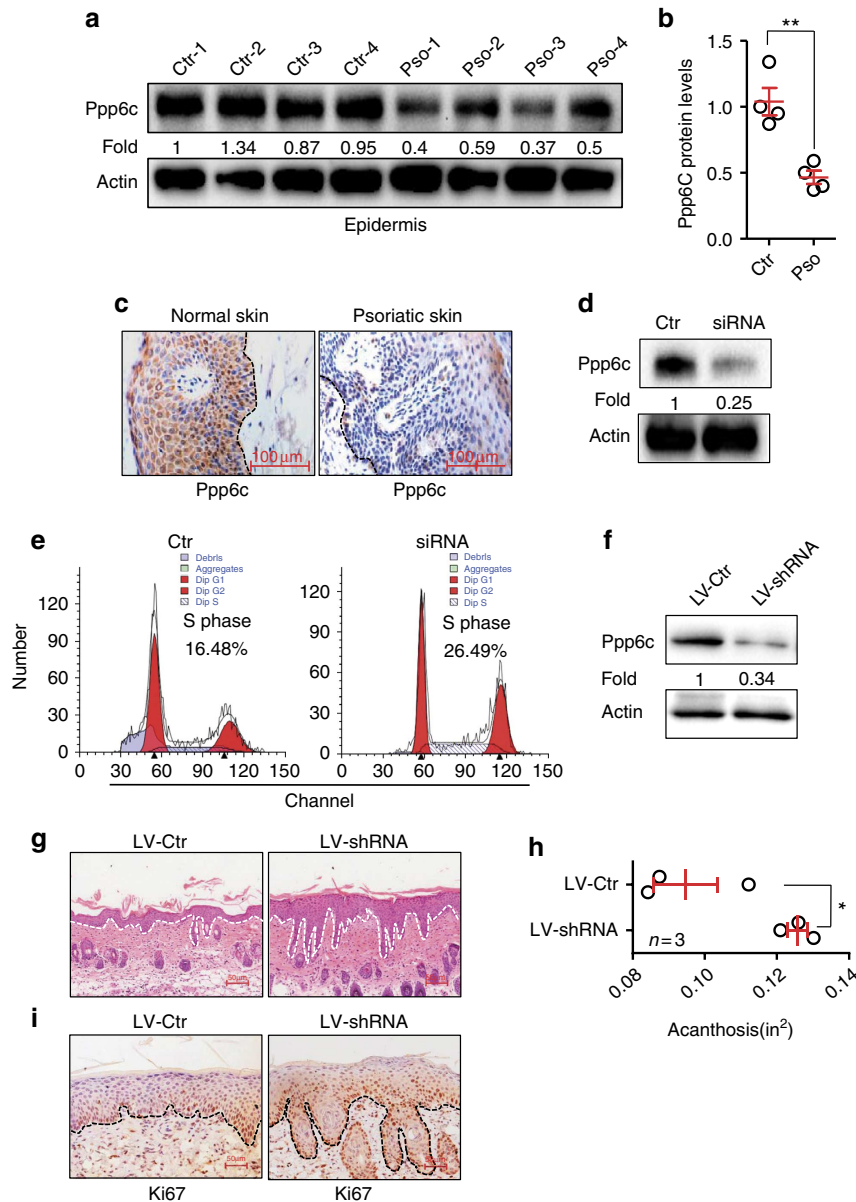 a
Ctr-1 Ctr-2 Ctr-3 Ctr-4 Pso-1 Pso-2 Pso-3 Pso-4
Ppp6c
Fold 1 1.34 0.87 0.95 0.4 0.59 0.37 0.5
Actin
Epidermis
b
**
Ppp6C protein levels
1.5
1.0
0.5
0.0
Ctr Pso
c
Normal skin Psoriatic skin
100 µm 100 µm
Ppp6c Ppp6c
d
Ctr siRNA
Ppp6c
Fold 1 0.25
Actin
e
Ctr
Debris
Aggregates
Dip G1
Dip G2
Dip S
S phase
16.48%
siRNA
Debris
Aggregates
Dip G1
Dip G2
Dip S
S phase
26.49%
Number
120
90
60
30
0
0 30 60 90 120 150
120
90
60
30
0
0 30 60 90 120 150
Channel
f
LV-Ctr LV-shRNA
Ppp6c
Fold 1 0.34
Actin
g
LV-Ctr LV-shRNA
50µm
h
LV-Ctr
LV-shRNA
*
n=3
0.08 0.10 0.12 0.14
Acanthosis(in²)
i
LV-Ctr LV-shRNA
50µm
Ki67 Ki67